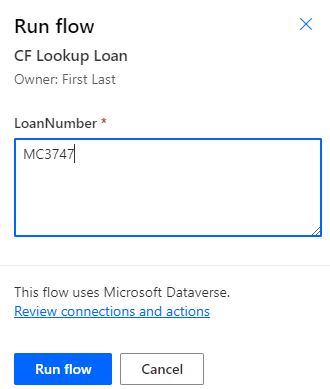 Run flow
CF Lookup Loan
Owner: First Last
LoanNumber *
MC3747
This flow uses Microsoft Dataverse.
Review connections and actions
Run flow
Cancel